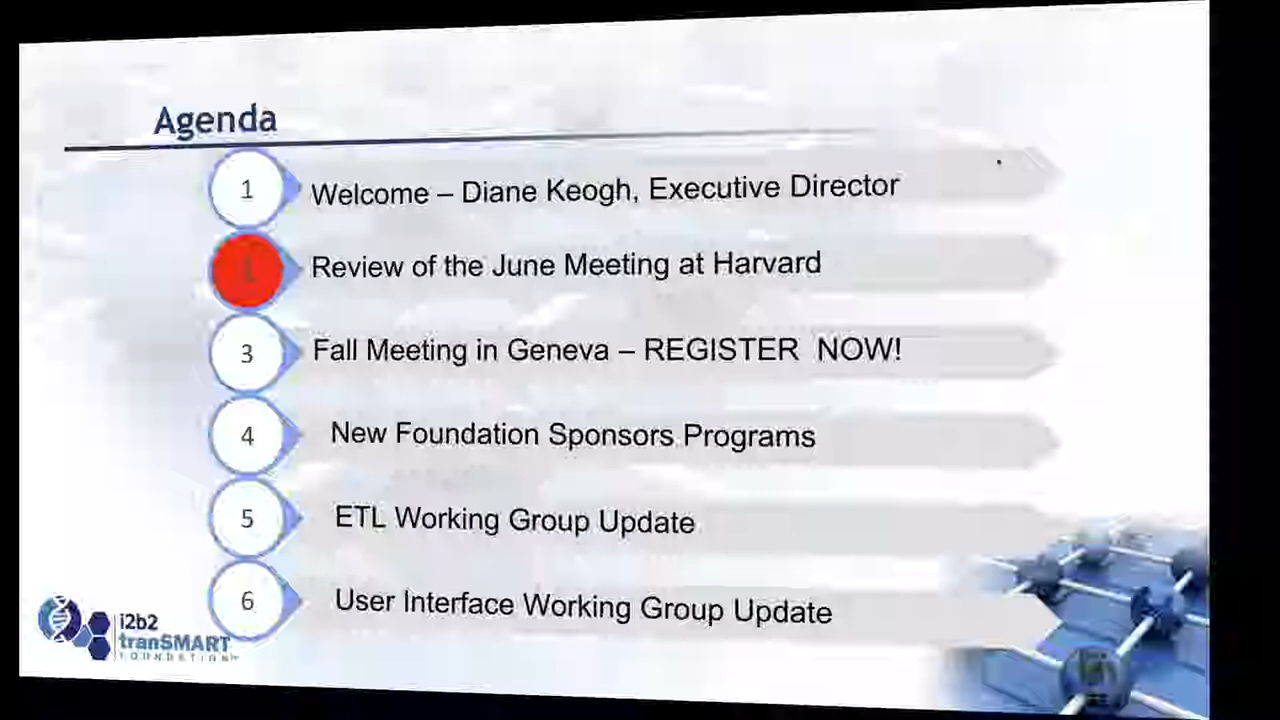 Agenda
1 Welcome – Diane Keogh, Executive Director
Review of the June Meeting at Harvard
3 Fall Meeting in Geneva – REGISTER NOW!
4 New Foundation Sponsors Programs
5 ETL Working Group Update
6 User Interface Working Group Update
i2b2
tranSMART
FOUNDATION